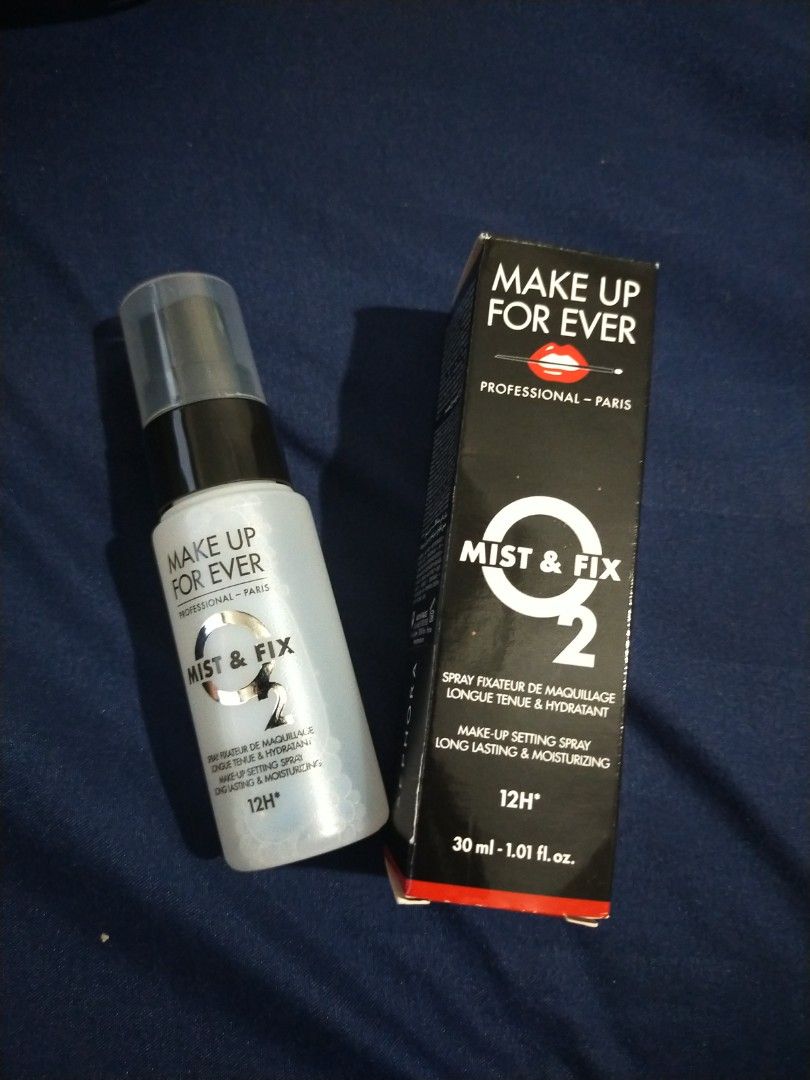 MAKE UP
FOR EVER
PROFESSIONAL – PARIS
O
MIST & FIX
2
SPRAY FIXATEUR DE MAQUILLAGE
LONGUE TENUE & HYDRATANT
MAKE-UP SETTING SPRAY
LONG LASTING & MOISTURIZING
12H*
MAKE UP
FOR EVER
PROFESSIONAL – PARIS
O
MIST & FIX
2
SPRAY FIXATEUR DE MAQUILLAGE
LONGUE TENUE & HYDRATANT
MAKE-UP SETTING SPRAY
LONG LASTING & MOISTURIZING
12H*
30 ml - 1.01 fl. oz.